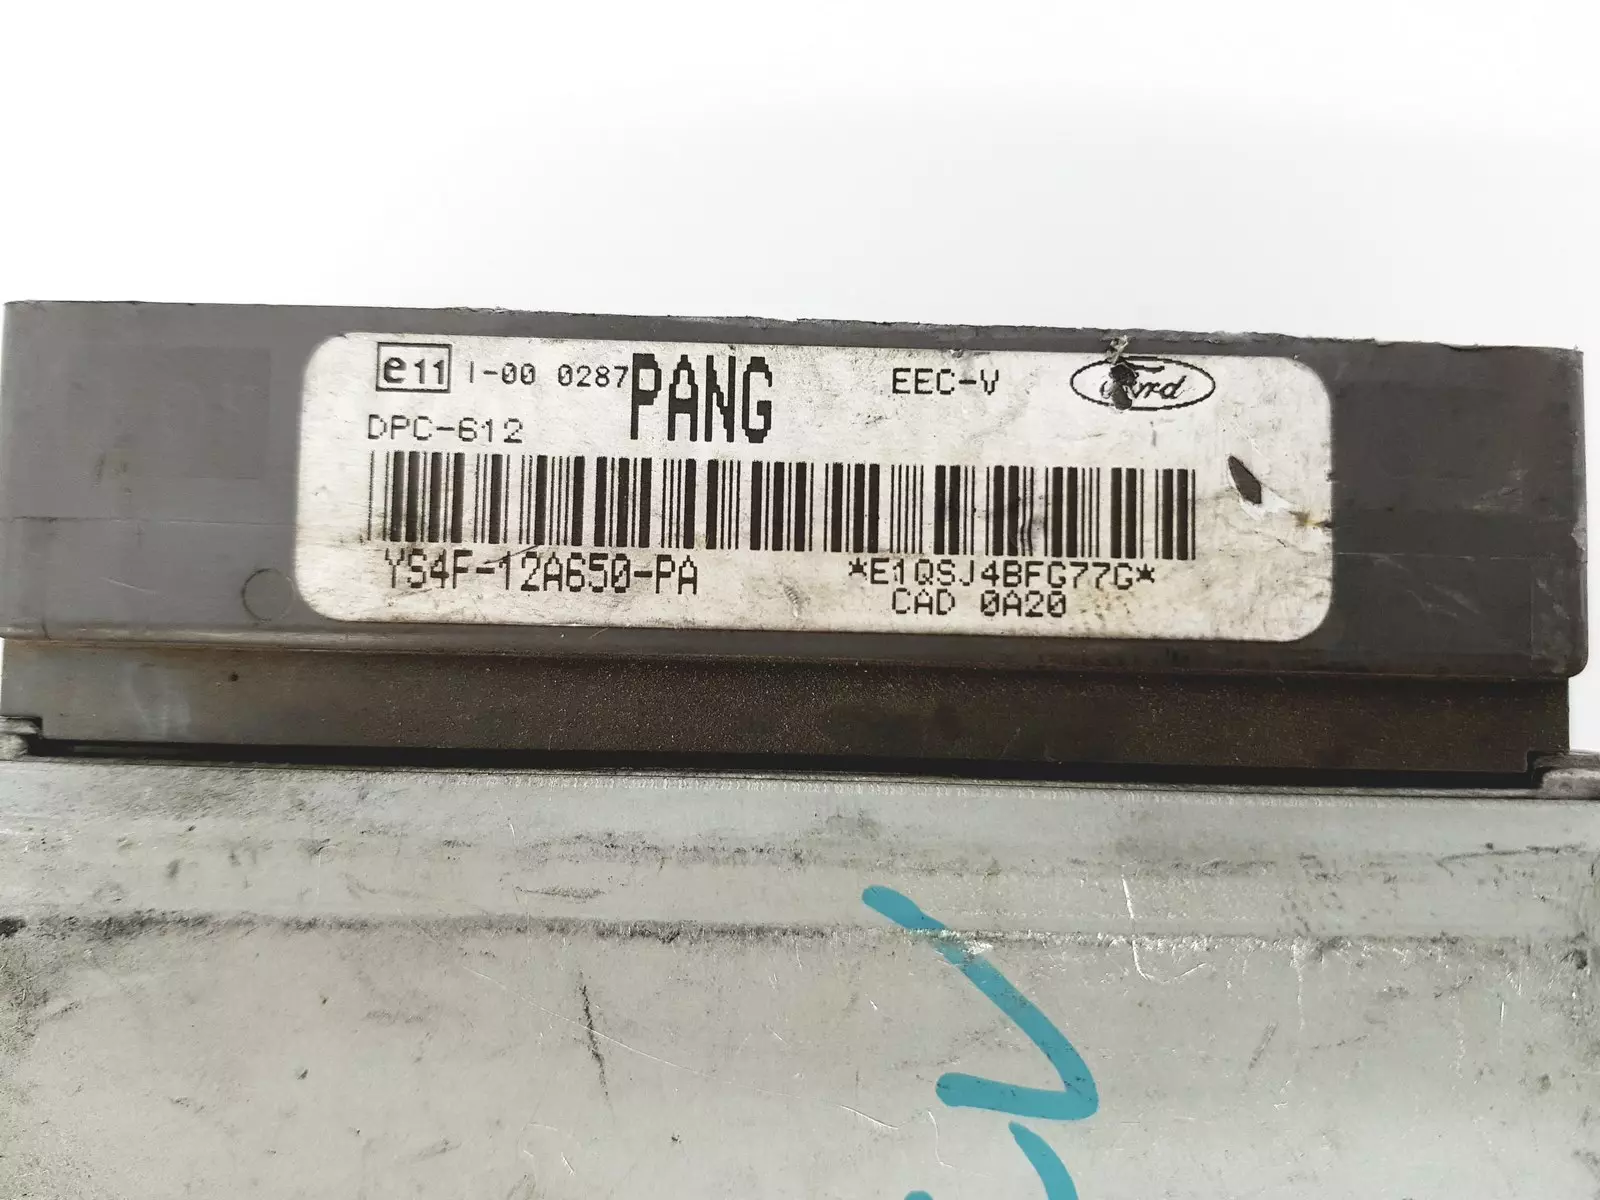 e11 I-00 0287 PANG EEC-V Ford
DPC-612
YS4F-12A650-PA *E1QSJ4BFG77G*
CAD 0A20